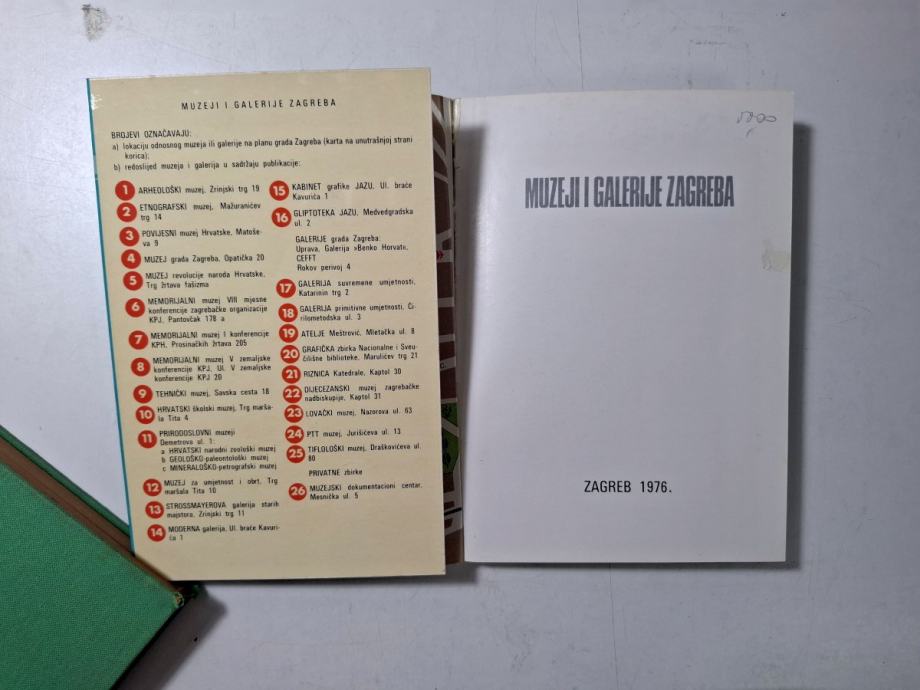 MUZEJI I GALERIJE ZAGREBA
BROJEVI OZNAČAVAJU:
a) lokaciju odnosnog muzeja ili galerije na planu grada Zagreba (karta na unutrašnjoj strani
korica);
b) redoslijed muzeja i galerija u sadržaju publikacije:
1 ARHEOLOŠKI muzej, Zrinjski trg 19
2 ETNOGRAFSKI muzej, Mažuranićev
trg 14
3 POVIJESNI muzej Hrvatske, Matoše-
va 9
4 MUZEJ grada Zagreba, Opatička 20
5 MUZEJ revolucije naroda Hrvatske,
Trg žrtava fašizma
6 MEMORIJALNI muzej VIII mjesne
konferencije zagrebačke organizacije
KPJ, Pantovčak 178 a
7 MEMORIJALNI muzej I konferencije
KPH, Prosinačkih žrtava 205
8 MEMORIJALNI muzej V zemaljske
konferencije KPJ, Ul. V zemaljske
konferencije KPJ 20
9 TEHNIČKI muzej, Savska cesta 18
10 HRVATSKI školski muzej, Trg marša-
la Tita 4
11 PRIRODOSLOVNI muzeji
Demetrova ul. 1:
a HRVATSKI narodni zoološki muzej
b GEOLOŠKO-paleontološki muzej
c MINERALOŠKO-petrografski muzej
12 MUZEJ za umjetnost i obrt, Trg
maršala Tita 10
13 STROSSMAYEROVA galerija starih
majstora, Zrinjski trg 11
14 MODERNA galerija, Ul. braće Kavuri-
ća 1
15 KABINET grafike JAZU, Ul. braće
Kavurića 1
16 GLIPTOTEKA JAZU, Medvedgradska
ul. 2
GALERIJE grada Zagreba:
Uprava, Galerija »Benko Horvat«,
CEFFT
Rokov perivoj 4
17 GALERIJA suvremene umjetnosti,
Katarinin trg 2
18 GALERIJA primitivne umjetnosti, Ći-
rilometodska ul. 3
19 ATELJE Meštrović, Mletačka ul. 8
20 GRAFIČKA zbirka Nacionalne i Sveu-
čilišne biblioteke, Marulićev trg 21
21 RIZNICA Katedrale, Kaptol 30
22 DIJECEZANSKI muzej zagrebačke
nadbiskupije, Kaptol 31
23 LOVAČKI muzej, Nazorova ul. 63
24 PTT muzej, Jurišićeva ul. 13
25 TIFLOLOŠKI muzej, Draškovićeva ul.
80
PRIVATNE zbirke
26 MUZEJSKI dokumentacioni centar,
Mesnička ul. 5
MUZEJI I GALERIJE ZAGREBA
ZAGREB 1976.